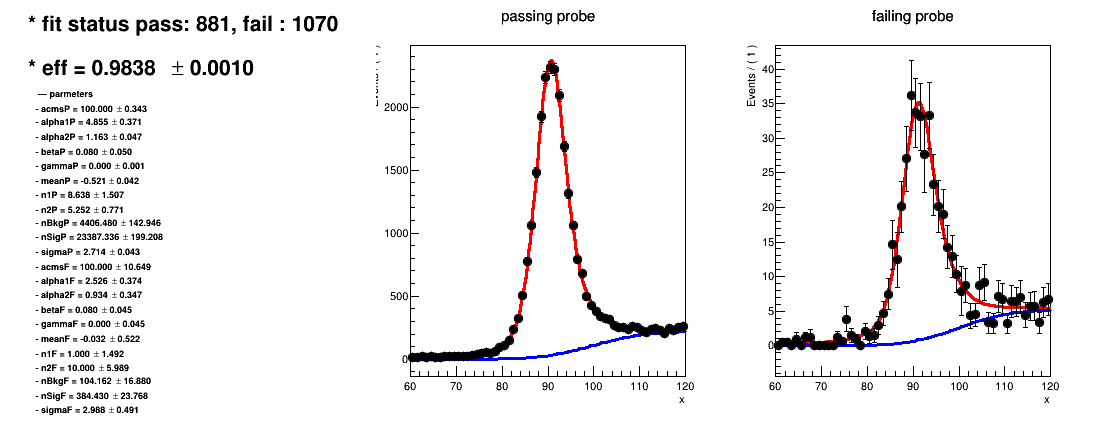 * fit status pass: 881, fail : 1070
* eff = 0.9838 ± 0.0010
--- parmeters
- acmsP = 100.000 ± 0.343
- alpha1P = 4.855 ± 0.371
- alpha2P = 1.163 ± 0.047
- betaP = 0.080 ± 0.050
- gammaP = 0.000 ± 0.001
- meanP = -0.521 ± 0.042
- n1P = 8.638 ± 1.507
- n2P = 5.252 ± 0.771
- nBkgP = 4406.480 ± 142.946
- nSigP = 23387.336 ± 199.208
- sigmaP = 2.714 ± 0.043
- acmsF = 100.000 ± 10.649
- alpha1F = 2.526 ± 0.374
- alpha2F = 0.934 ± 0.347
- betaF = 0.080 ± 0.045
- gammaF = 0.000 ± 0.045
- meanF = -0.032 ± 0.522
- n1F = 1.000 ± 1.492
- n2F = 10.000 ± 5.989
- nBkgF = 104.162 ± 16.880
- nSigF = 384.430 ± 23.768
- sigmaF = 2.988 ± 0.491
passing probe
2000
1500
1000
500
0
60 70 80 90 100 110 120
x
failing probe
Events / ( 1 )
40
35
30
25
20
15
10
5
0
60 70 80 90 100 110 120
x